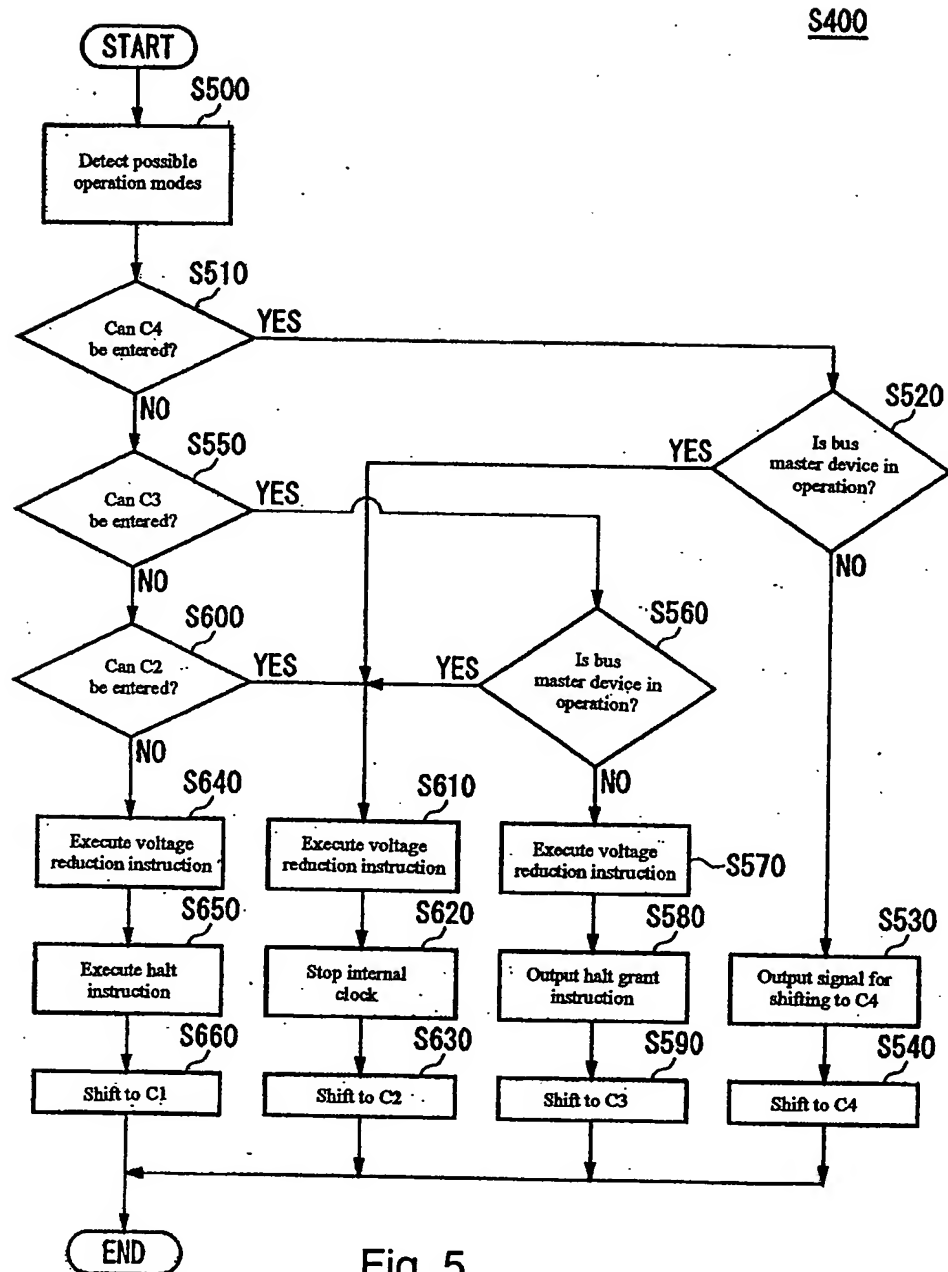 S400
START
S500
Detect possible
operation modes
S510
Can C4
be entered?
YES
NO
S520
Is bus
master device in
operation?
YES
NO
S550
Can C3
be entered?
YES
NO
S560
Is bus
master device in
operation?
YES
NO
S600
Can C2
be entered?
YES
NO
S640
Execute voltage
reduction instruction
S610
Execute voltage
reduction instruction
Execute voltage
reduction instruction
S570
S650
Execute halt
instruction
S620
Stop internal
clock
S580
Output halt grant
instruction
S530
Output signal for
shifting to C4
S660
Shift to C1
S630
Shift to C2
S590
Shift to C3
S540
Shift to C4
END
Fig. 5